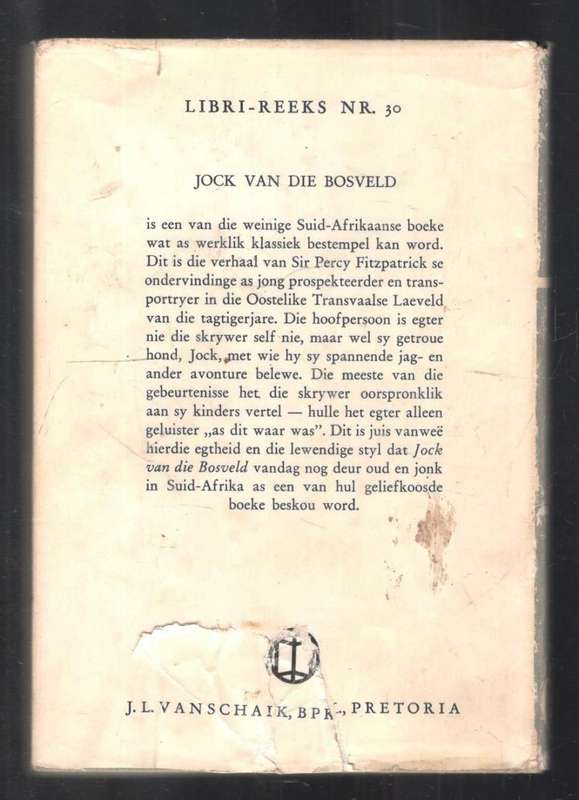 LIBRI-REEKS NR. 30
JOCK VAN DIE BOSVELD
is een van die weinige Suid-Afrikaanse boeke
wat as werklik klassiek bestempel kan word.
Dit is die verhaal van Sir Percy Fitzpatrick se
ondervindinge as jong prospekteerder en trans-
portryer in die Oostelike Transvaalse Laeveld
van die tagtigerjare. Die hoofpersoon is egter
nie die skrywer self nie, maar wel sy getroue
hond, Jock, met wie hy sy spannende jag- en
ander avonture belewe. Die meeste van die
gebeurtenisse het die skrywer oorspronklik
aan sy kinders vertel — hulle het egter alleen
geluister „as dit waar was”. Dit is juis vanweë
hierdie egtheid en die lewendige styl dat Jock
van die Bosveld vandag nog deur oud en jonk
in Suid-Afrika as een van hul geliefkoosde
boeke beskou word.
J. L. VAN SCHAIK, BPK., PRETORIA